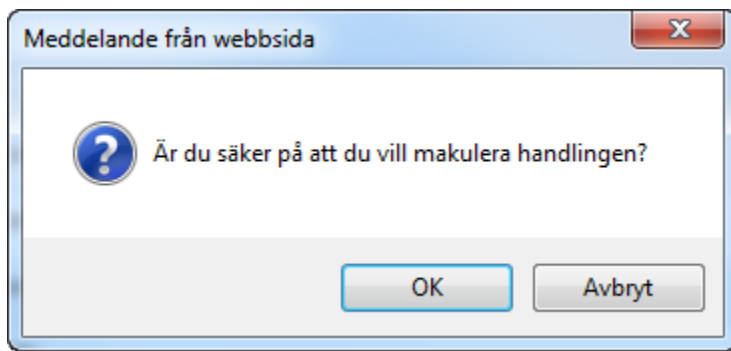 Meddelande från webbsida
Är du säker på att du vill makulera handlingen?
OK
Avbryt